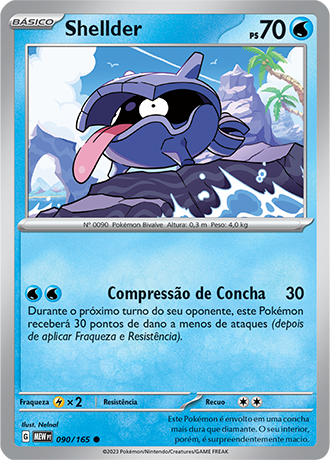 BÁSICO Shellder PS 70
Nº 0090 Pokémon Bivalve Altura: 0,3 m Peso: 4,0 kg
Compressão de Concha 30
Durante o próximo turno do seu oponente, este Pokémon
receberá 30 pontos de dano a menos de ataques (depois
de aplicar Fraqueza e Resistência).
Fraqueza ×2 Resistência Recuo
Ilust. Nelnal
G MEW PT 090/165
Este Pokémon é envolto em uma concha
mais dura que diamante. O seu interior,
porém, é surpreendentemente macio.
©2023 Pokémon/Nintendo/Creatures/GAME FREAK